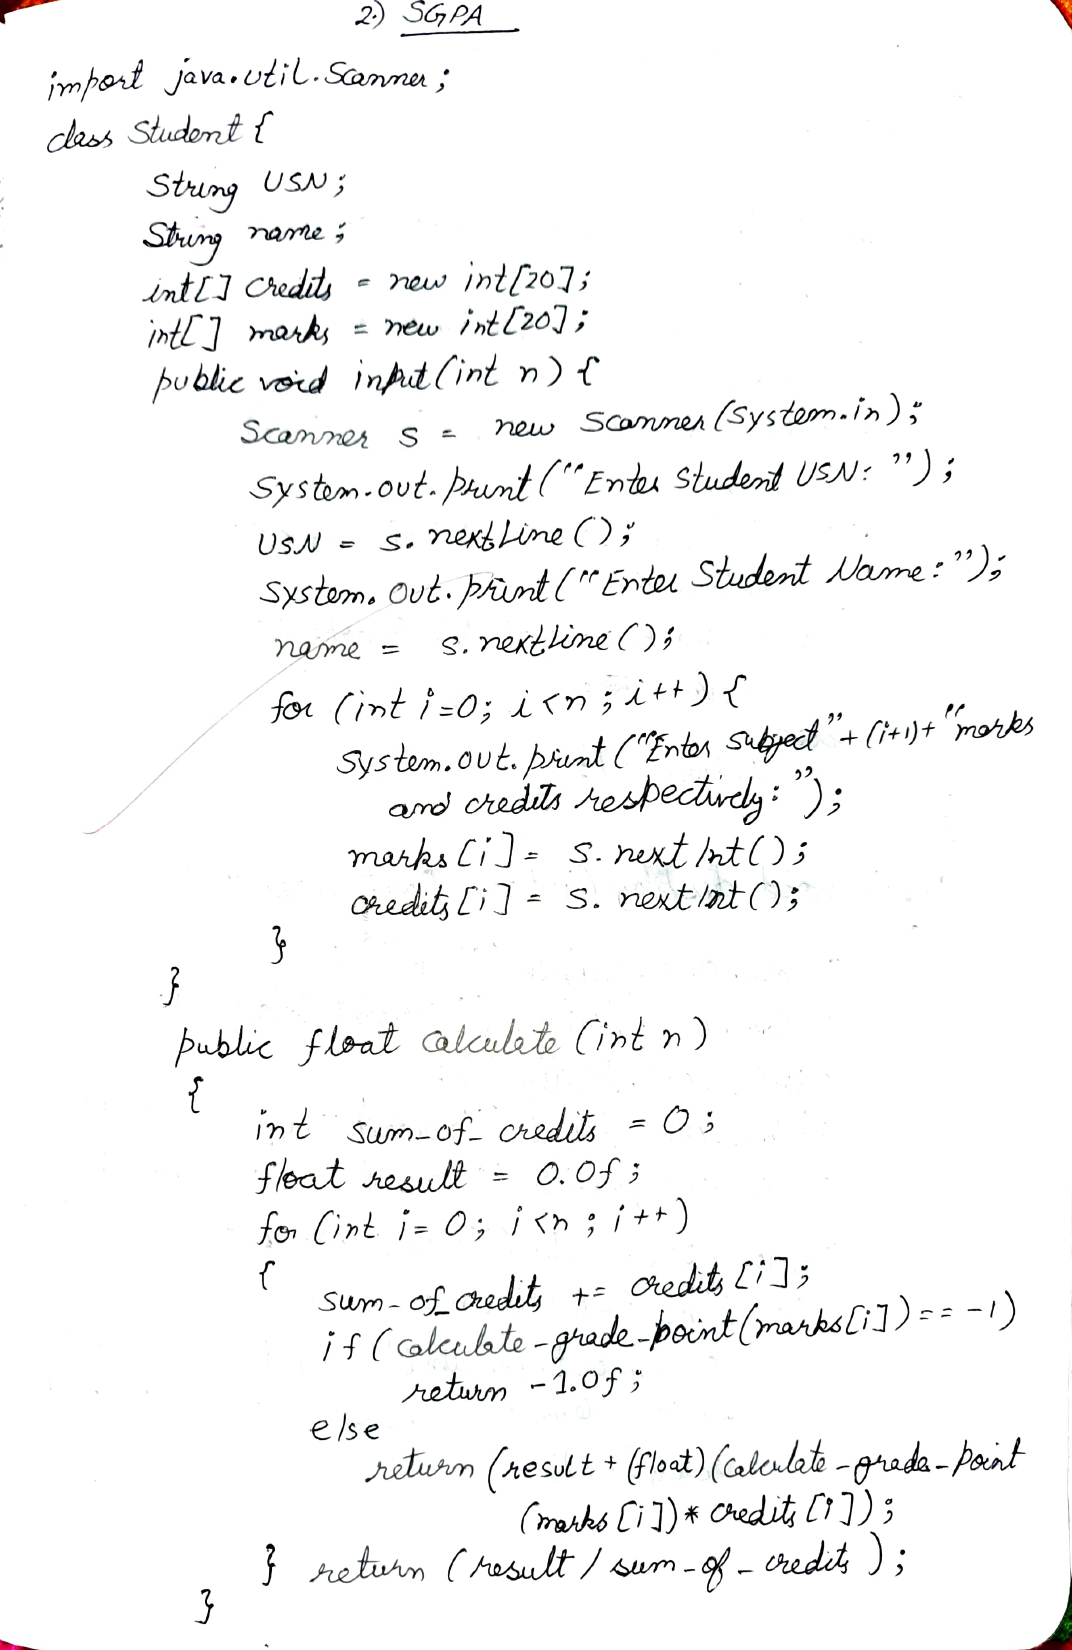 2.) SGPA
import java.util.Scanner;
class Student {
String USN;
String name;
int[] credits = new int[20];
int[] marks = new int[20];
public void input(int n) {
Scanner s = new Scanner(System.in);
System.out.print(""Enter Student USN: ");
USN = s.nextLine();
System.out.print(""Enter Student Name: ");
name = s.nextLine();
for (int i=0; i<n; i++) {
System.out.print(""Enter subject"+(i+1)+"marks
and credits respectively: ");
marks[i] = s.nextInt();
credits[i] = s.nextInt();
}
}
public float calculate (int n)
{
int sum_of_credits = 0;
float result = 0.0f;
for (int i=0; i<n; i++)
{
sum_of_credits += credits[i];
if (calculate_grade_point(marks[i]) == -1)
return -1.0f;
else
return (result + (float)(calculate_grade_point
(marks[i])* credits[i]);
} return (result / sum_of_credits);
}